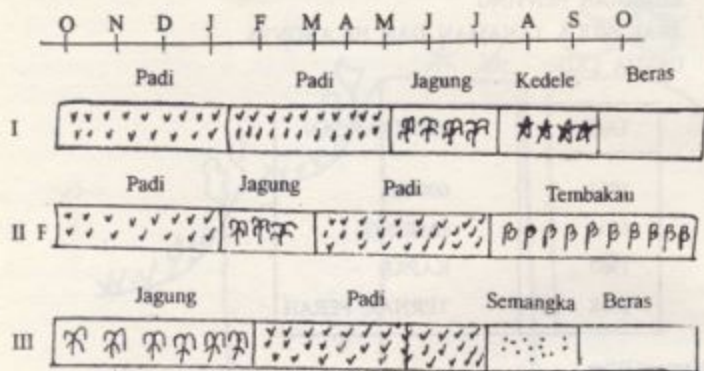 O N D J F M A M J J A S O
Padi Padi Jagung Kedele Beras
I
Padi Jagung Padi Tembakau
II F
Jagung Padi Semangka Beras
III